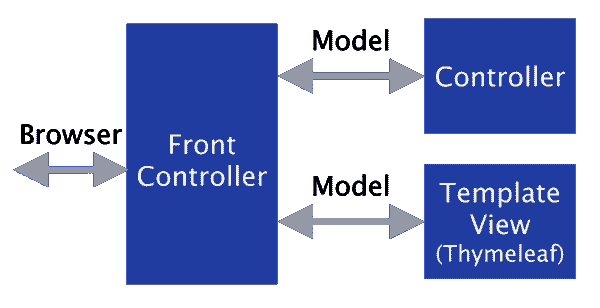 Browser
Front
Controller
Model
Controller
Model
Template
View
(Thymeleaf)